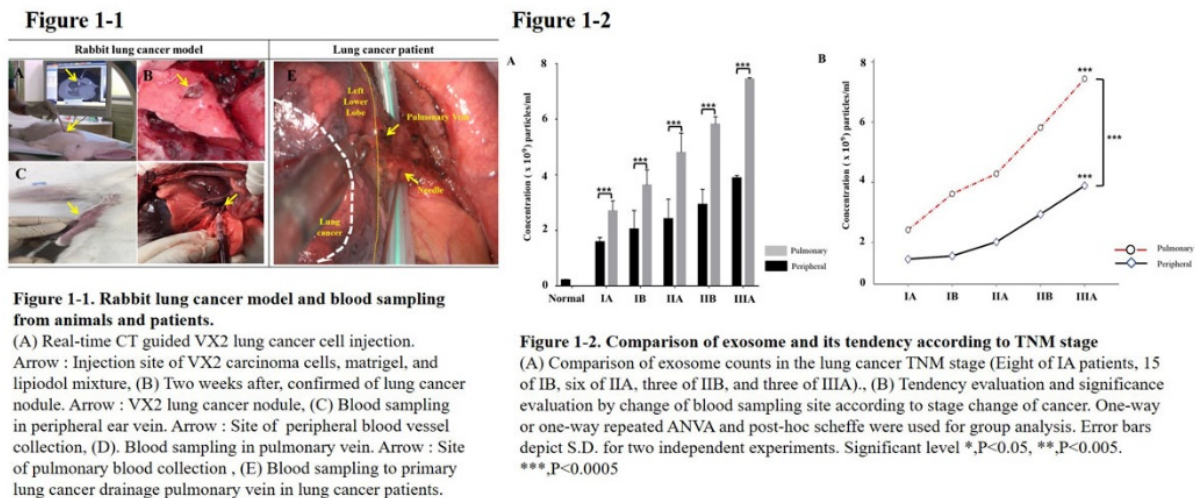 Figure 1-1
Rabbit lung cancer model
Lung cancer patient
A
B
C
E
Left
Lower
Lobe
Pulmonary Vein
Needle
Lung
cancer
Figure 1-1. Rabbit lung cancer model and blood sampling
from animals and patients.
(A) Real-time CT guided VX2 lung cancer cell injection.
Arrow : Injection site of VX2 carcinoma cells, matrigel, and
lipiodol mixture, (B) Two weeks after, confirmed of lung cancer
nodule. Arrow : VX2 lung cancer nodule, (C) Blood sampling
in peripheral ear vein. Arrow : Site of peripheral blood vessel
collection, (D). Blood sampling in pulmonary vein. Arrow : Site
of pulmonary blood collection , (E) Blood sampling to primary
lung cancer drainage pulmonary vein in lung cancer patients.
Figure 1-2
A
Concentration ( x 10⁹) particles/ml
8
6
4
2
0
Normal IA IB IIA IIB IIIA
*** *** *** *** ***
Pulmonary
Peripheral
B
Concentration ( x 10⁹) particles/ml
8
6
4
2
0
IA IB IIA IIB IIIA
***
***
***
Pulmonary
Peripheral
Figure 1-2. Comparison of exosome and its tendency according to TNM stage
(A) Comparison of exosome counts in the lung cancer TNM stage (Eight of IA patients, 15
of IB, six of IIA, three of IIB, and three of IIIA)., (B) Tendency evaluation and significance
evaluation by change of blood sampling site according to stage change of cancer. One-way
or one-way repeated ANVA and post-hoc scheffe were used for group analysis. Error bars
depict S.D. for two independent experiments. Significant level *,P<0.05, **,P<0.005.
***,P<0.0005